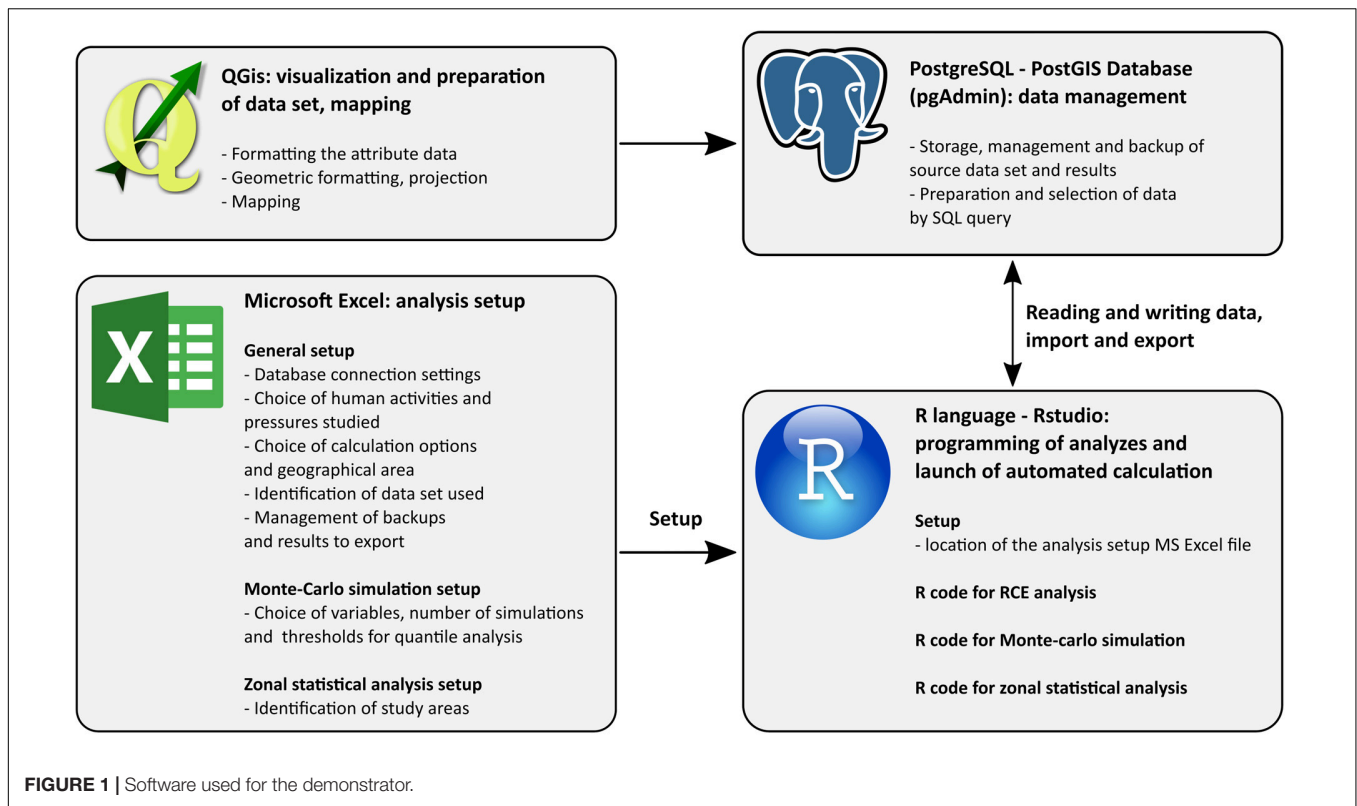 QGis: visualization and preparation
of data set, mapping
- Formatting the attribute data
- Geometric formatting, projection
- Mapping
PostgreSQL - PostGIS Database
(pgAdmin): data management
- Storage, management and backup of
source data set and results
- Preparation and selection of data
by SQL query
X
Microsoft Excel: analysis setup
General setup
- Database connection settings
- Choice of human activities and
pressures studied
- Choice of calculation options
and geographical area
- Identification of data set used
- Management of backups
and results to export
Monte-Carlo simulation setup
- Choice of variables, number of simulations
and thresholds for quantile analysis
Zonal statistical analysis setup
- Identification of study areas
Setup
Reading and writing data,
import and export
R
R language - Rstudio:
programming of analyzes and
launch of automated calculation
Setup
- location of the analysis setup MS Excel file
R code for RCE analysis
R code for Monte-carlo simulation
R code for zonal statistical analysis
FIGURE 1 | Software used for the demonstrator.